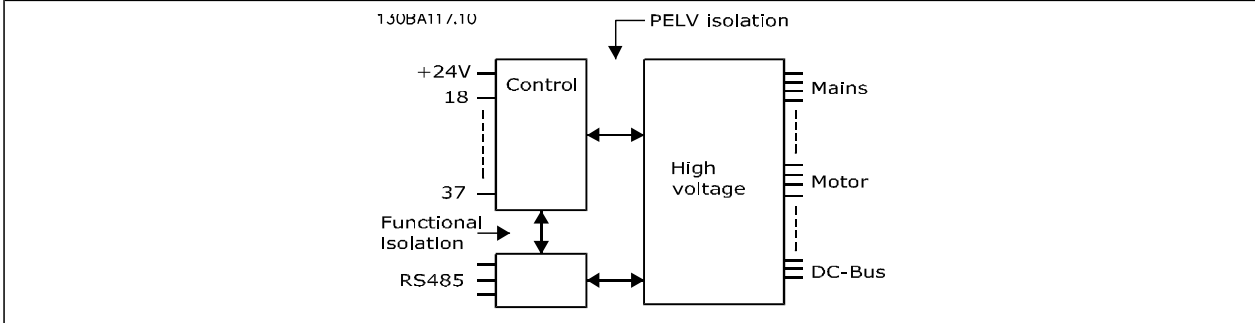 130BA117.10
PELV isolation
+24V
Control
18
Mains
High
voltage
37
Motor
Functional
isolation
RS485
DC-Bus